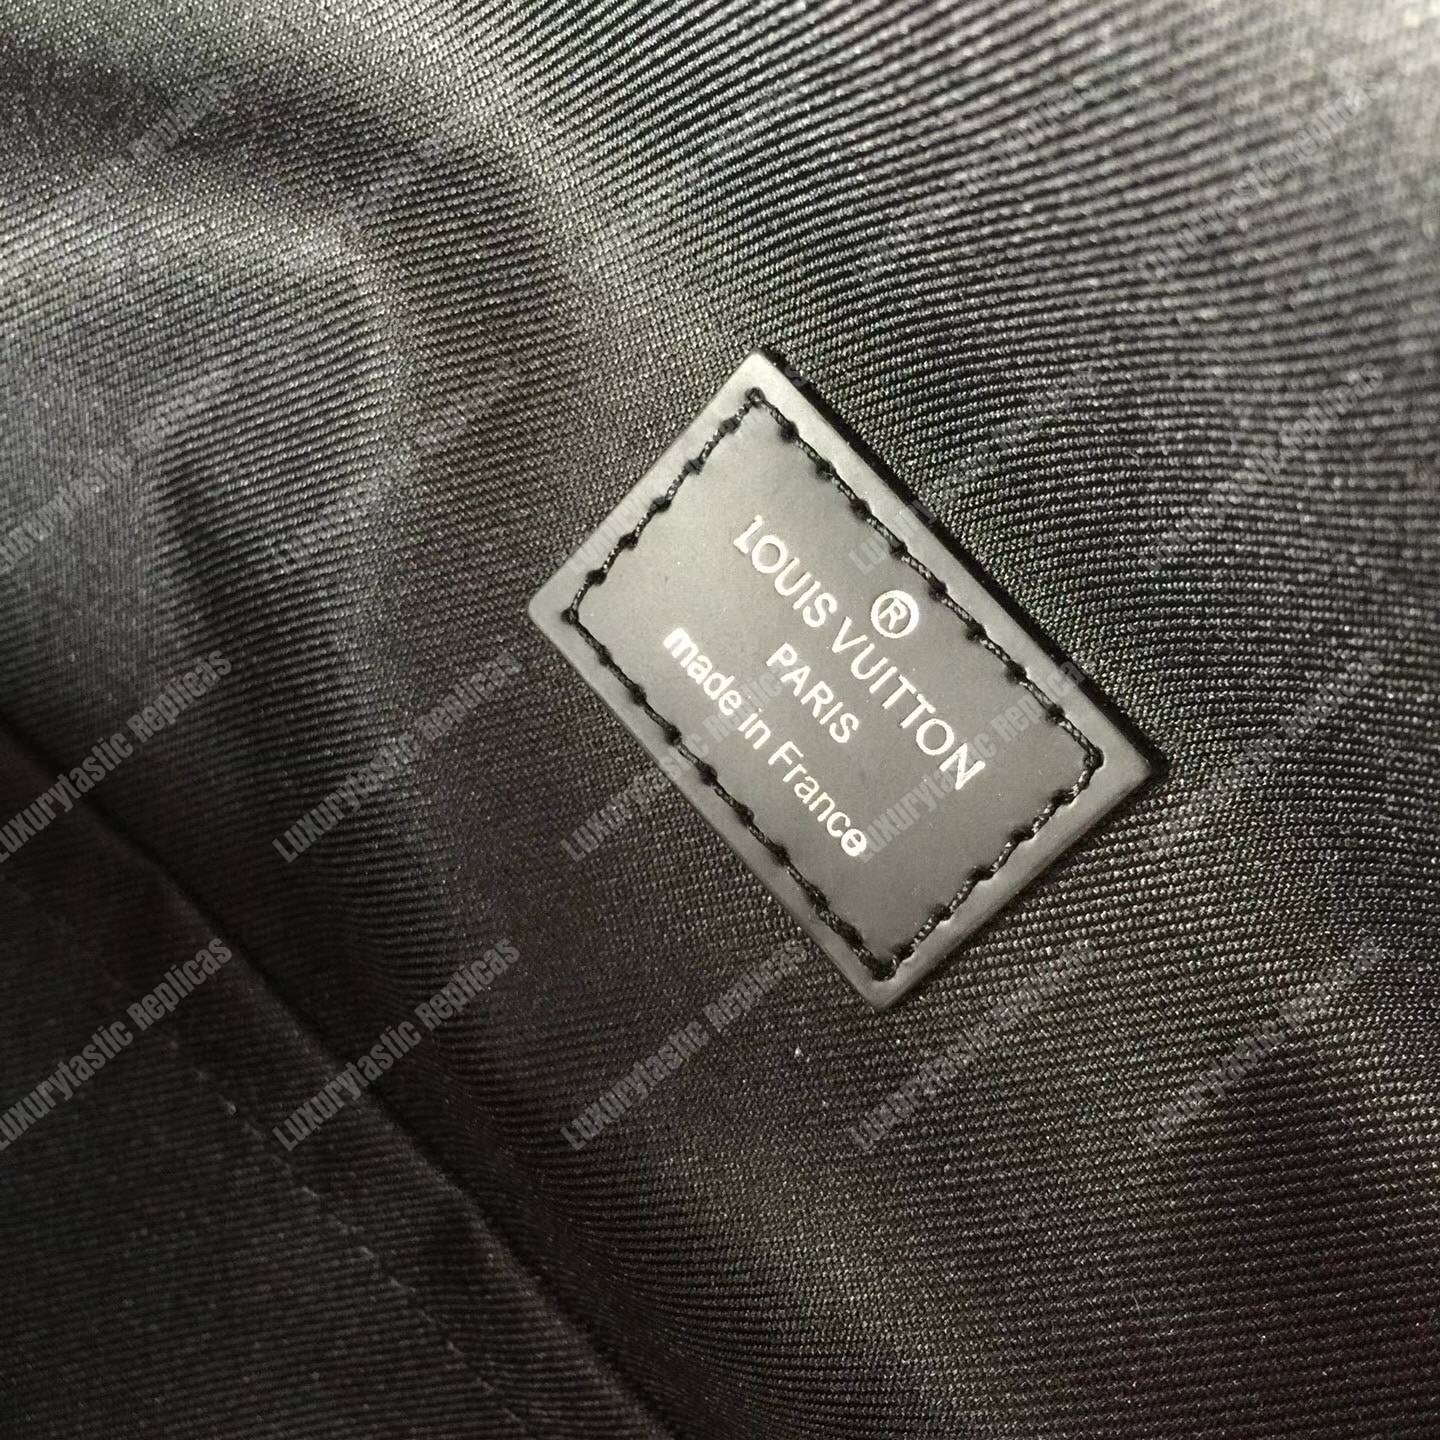 ®
LOUIS VUITTON
PARIS
made in France
Luxurytastic Replicas